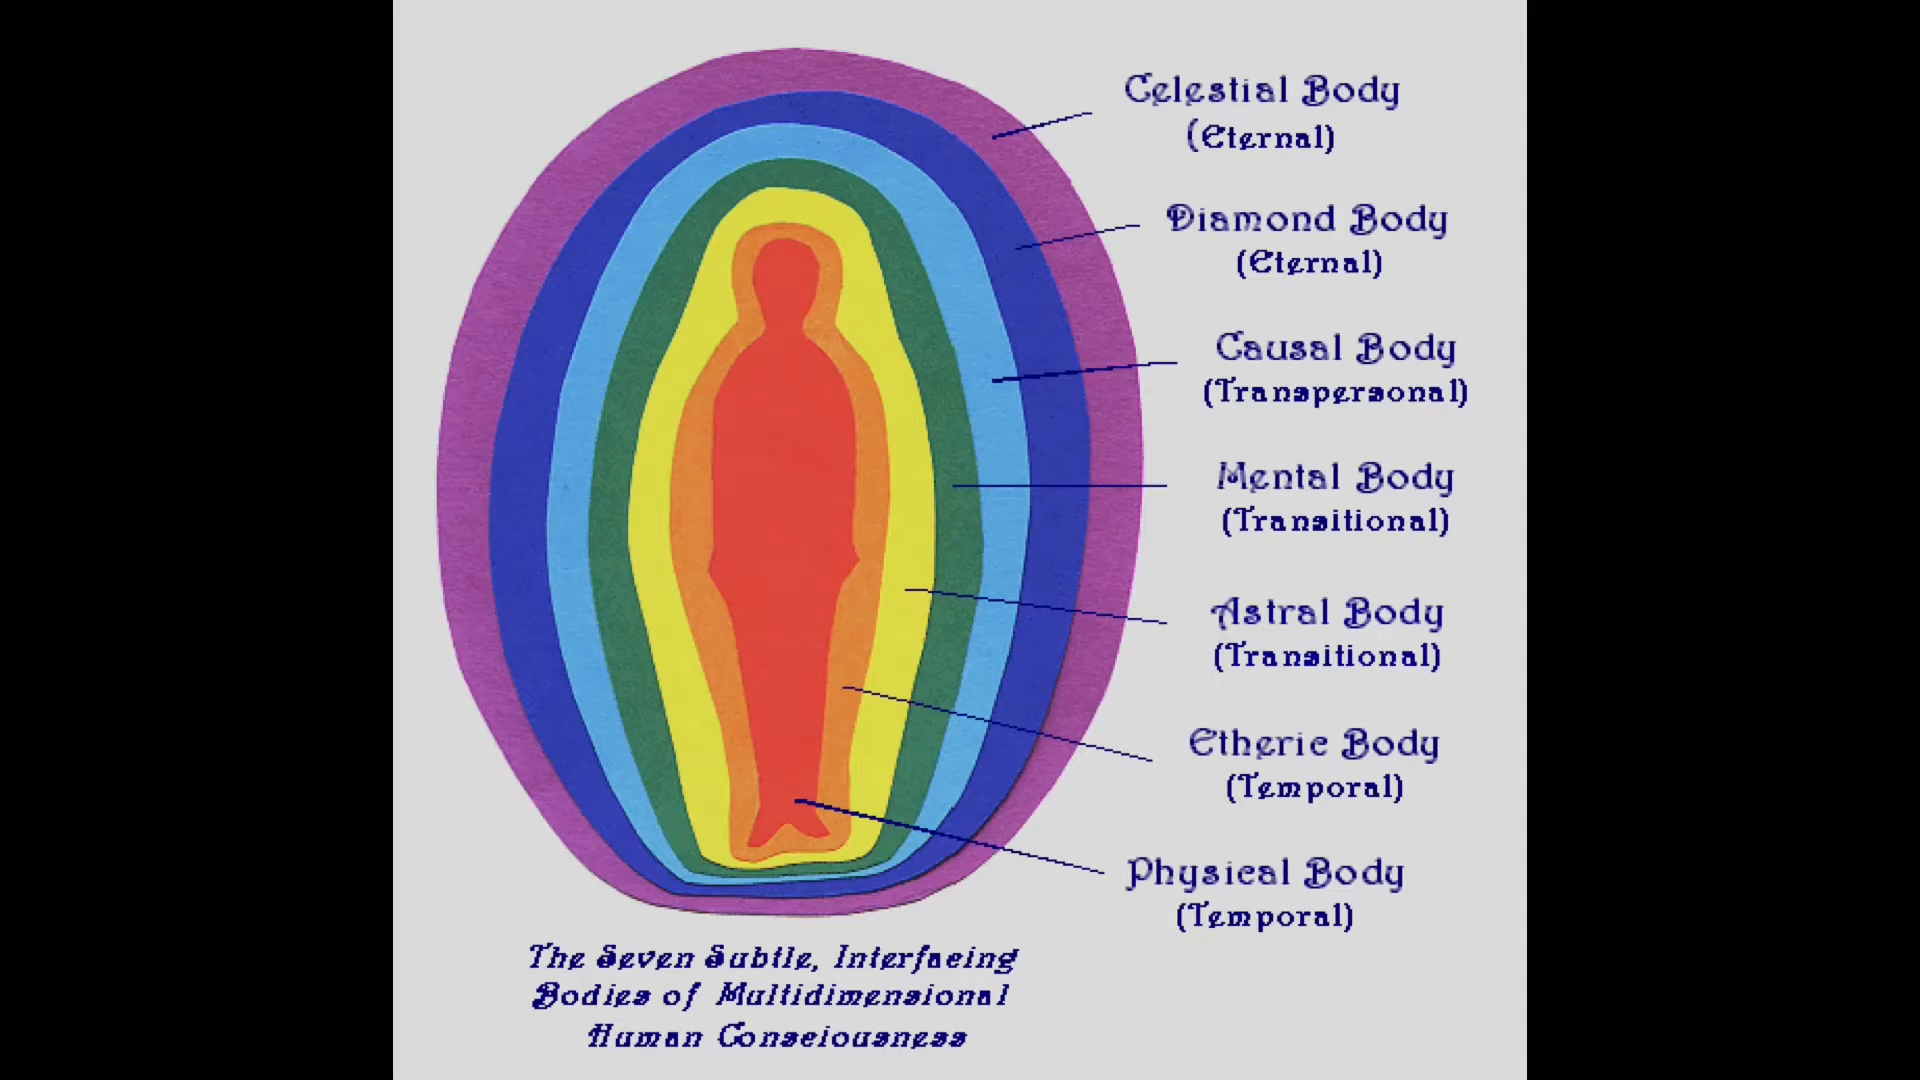 Celestial Body
(Eternal)
Diamond Body
(Eternal)
Causal Body
(Transpersonal)
Mental Body
(Transitional)
Astral Body
(Transitional)
Etheric Body
(Temporal)
Physical Body
(Temporal)
The Seven Subtle, Interfacing
Bodies of Multidimensional
Human Consciousness